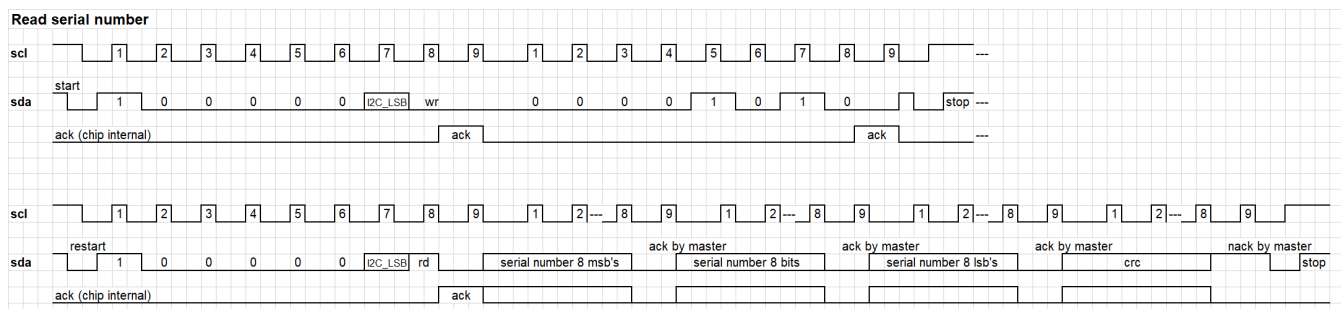 Read serial number
scl 1 2 3 4 5 6 7 8 9 1 2 3 4 5 6 7 8 9 ---
start
sda 1 0 0 0 0 0 I2C_LSB wr 0 0 0 0 1 0 1 0 stop ---
ack (chip internal) ack ack ---
scl 1 2 3 4 5 6 7 8 9 1 2 --- 8 9 1 2 --- 8 9 1 2 --- 8 9 1 2 --- 8 9
restart ack by master ack by master ack by master nack by master
sda 1 0 0 0 0 0 I2C_LSB rd serial number 8 msb's serial number 8 bits serial number 8 lsb's crc stop
ack (chip internal) ack